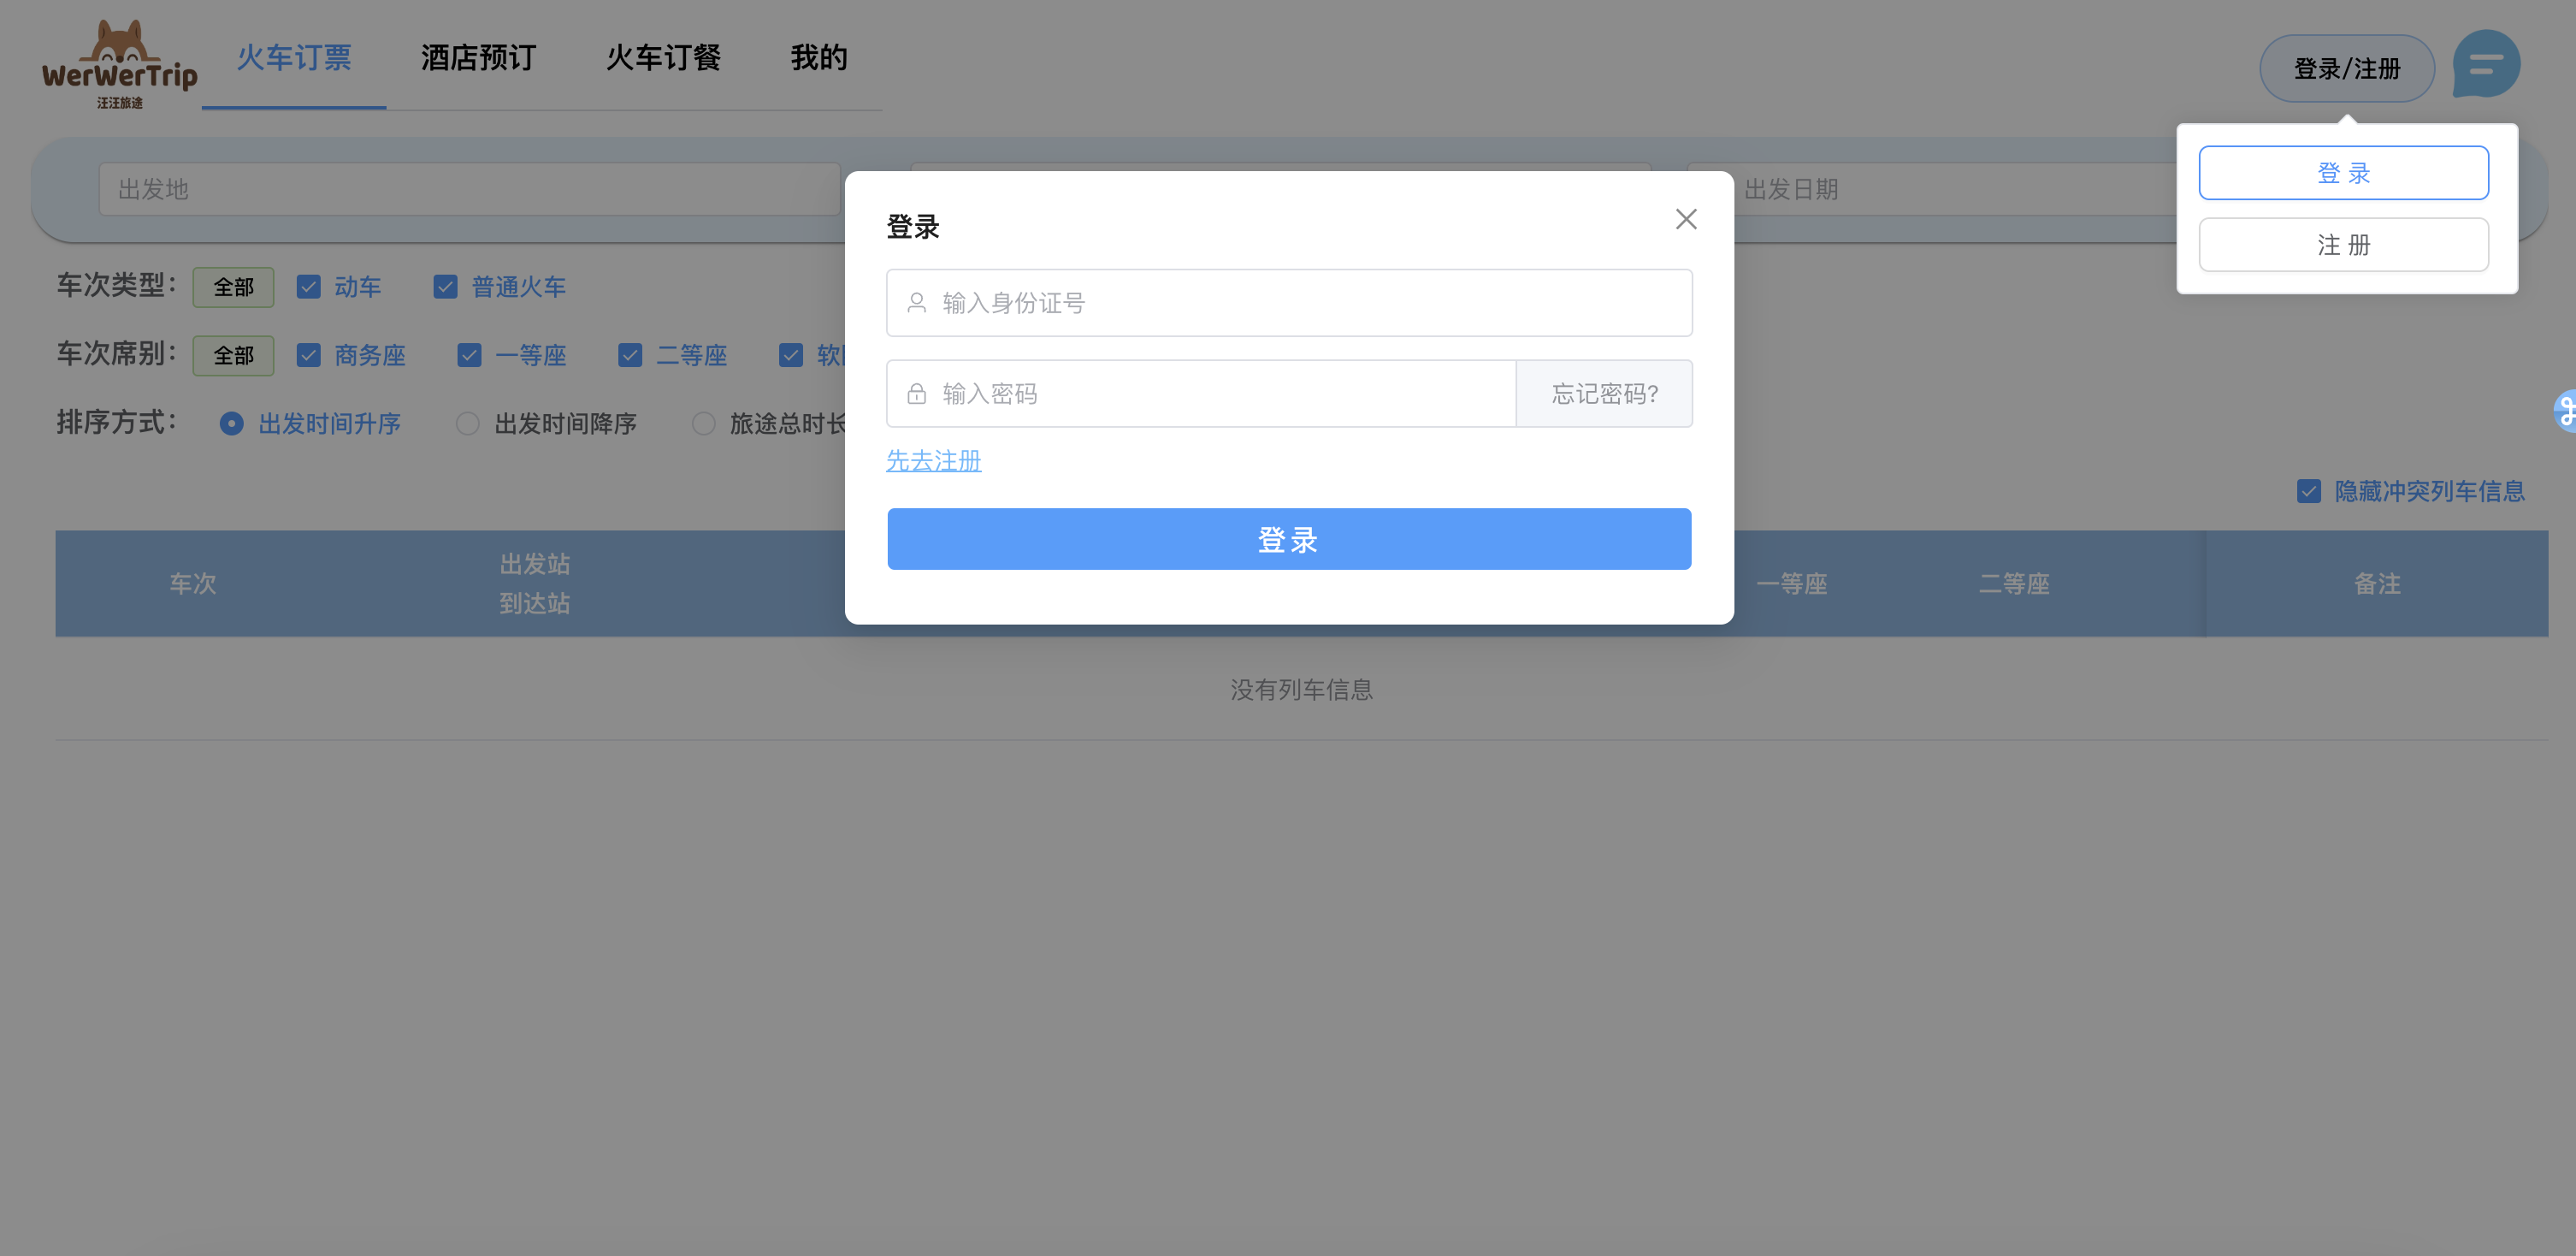 WerWerTrip
汪汪旅途
火车订票 酒店预订 火车订餐 我的
登录/注册
登 录
注 册
出发地
出发日期
登录
输入身份证号
输入密码 忘记密码?
先去注册
登录
车次类型： 全部 动车 普通火车
车次席别： 全部 商务座 一等座 二等座 软
排序方式： 出发时间升序 出发时间降序 旅途总时长
隐藏冲突列车信息
车次 出发站 一等座 二等座 备注
到达站
没有列车信息